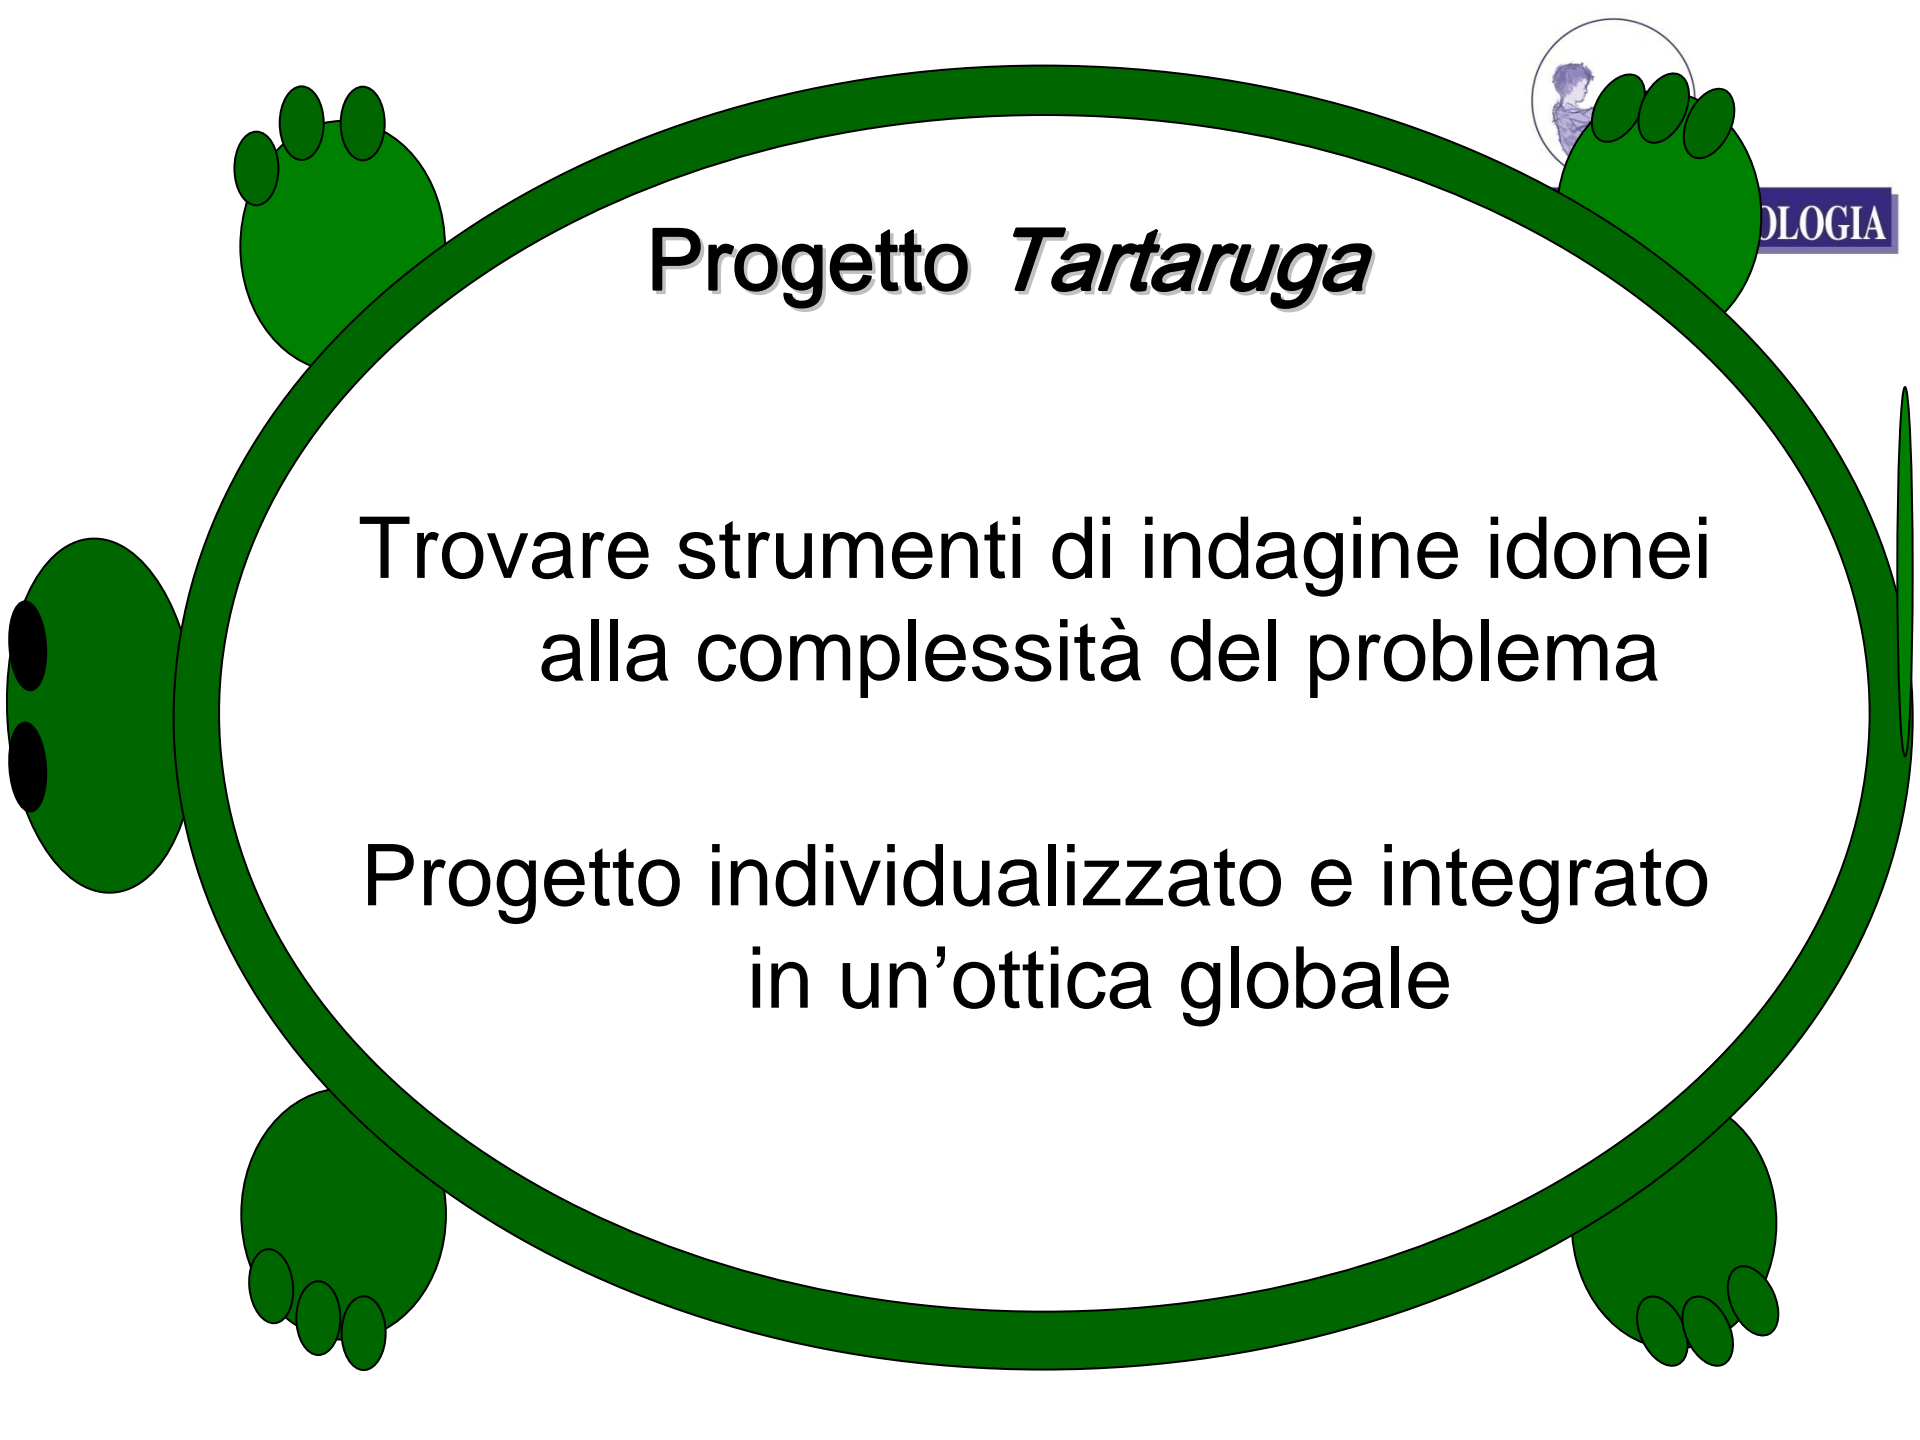 Progetto Tartaruga
Trovare strumenti di indagine idonei
alla complessità del problema
Progetto individualizzato e integrato
in un’ottica globale